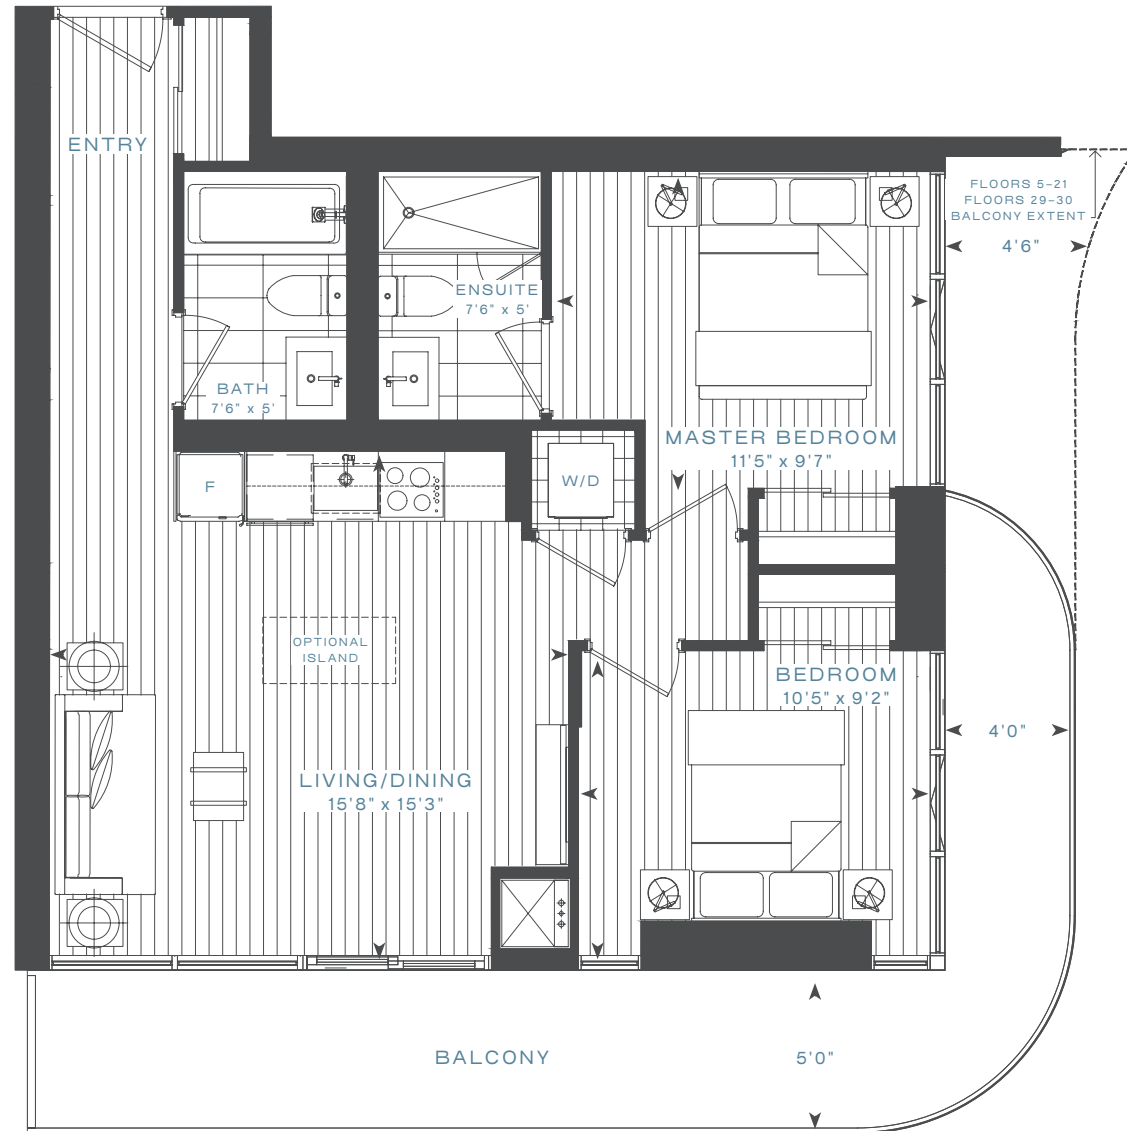 ENTRY
FLOORS 5–21
FLOORS 29–30
BALCONY EXTENT
4'6"
ENSUITE
7'6" x 5'
BATH
7'6" x 5'
MASTER BEDROOM
11'5" x 9'7"
F
W/D
OPTIONAL
ISLAND
BEDROOM
10'5" x 9'2"
4'0"
LIVING/DINING
15'8" x 15'3"
BALCONY
5'0"